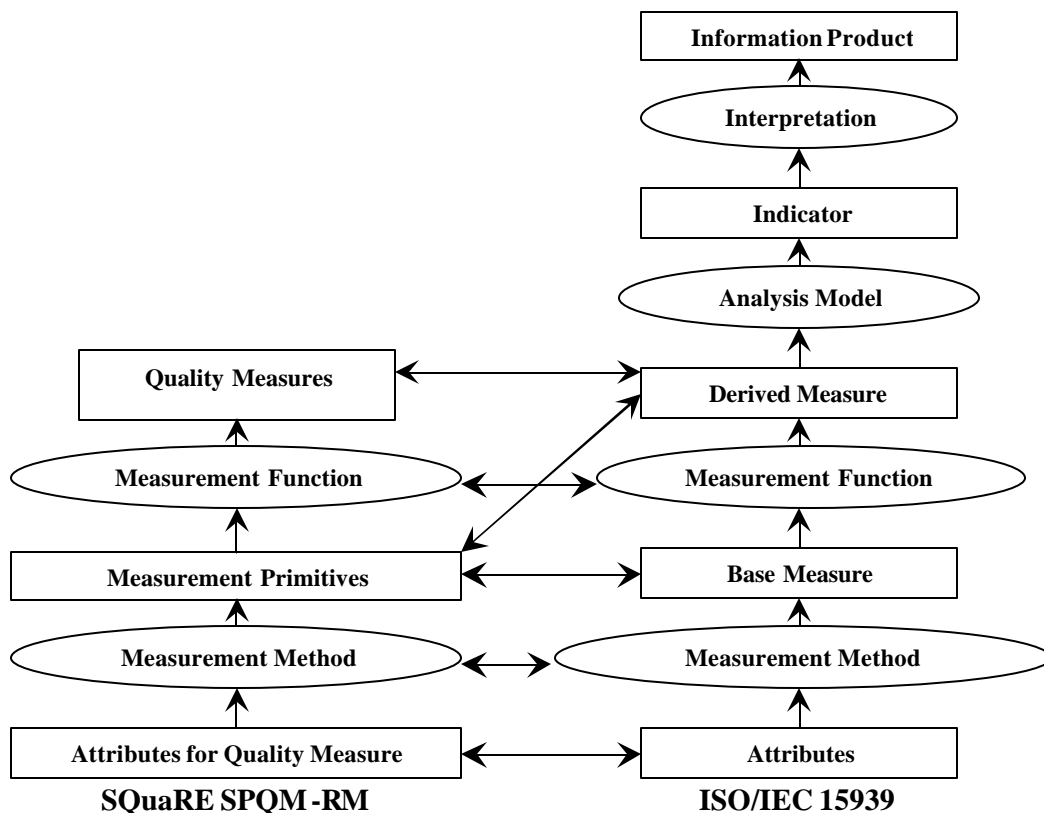 Information Product
Interpretation
Indicator
Analysis Model
Quality Measures
Derived Measure
Measurement Function
Measurement Function
Measurement Primitives
Base Measure
Measurement Method
Measurement Method
Attributes for Quality Measure
Attributes
SQuaRE SPQM -RM
ISO/IEC 15939